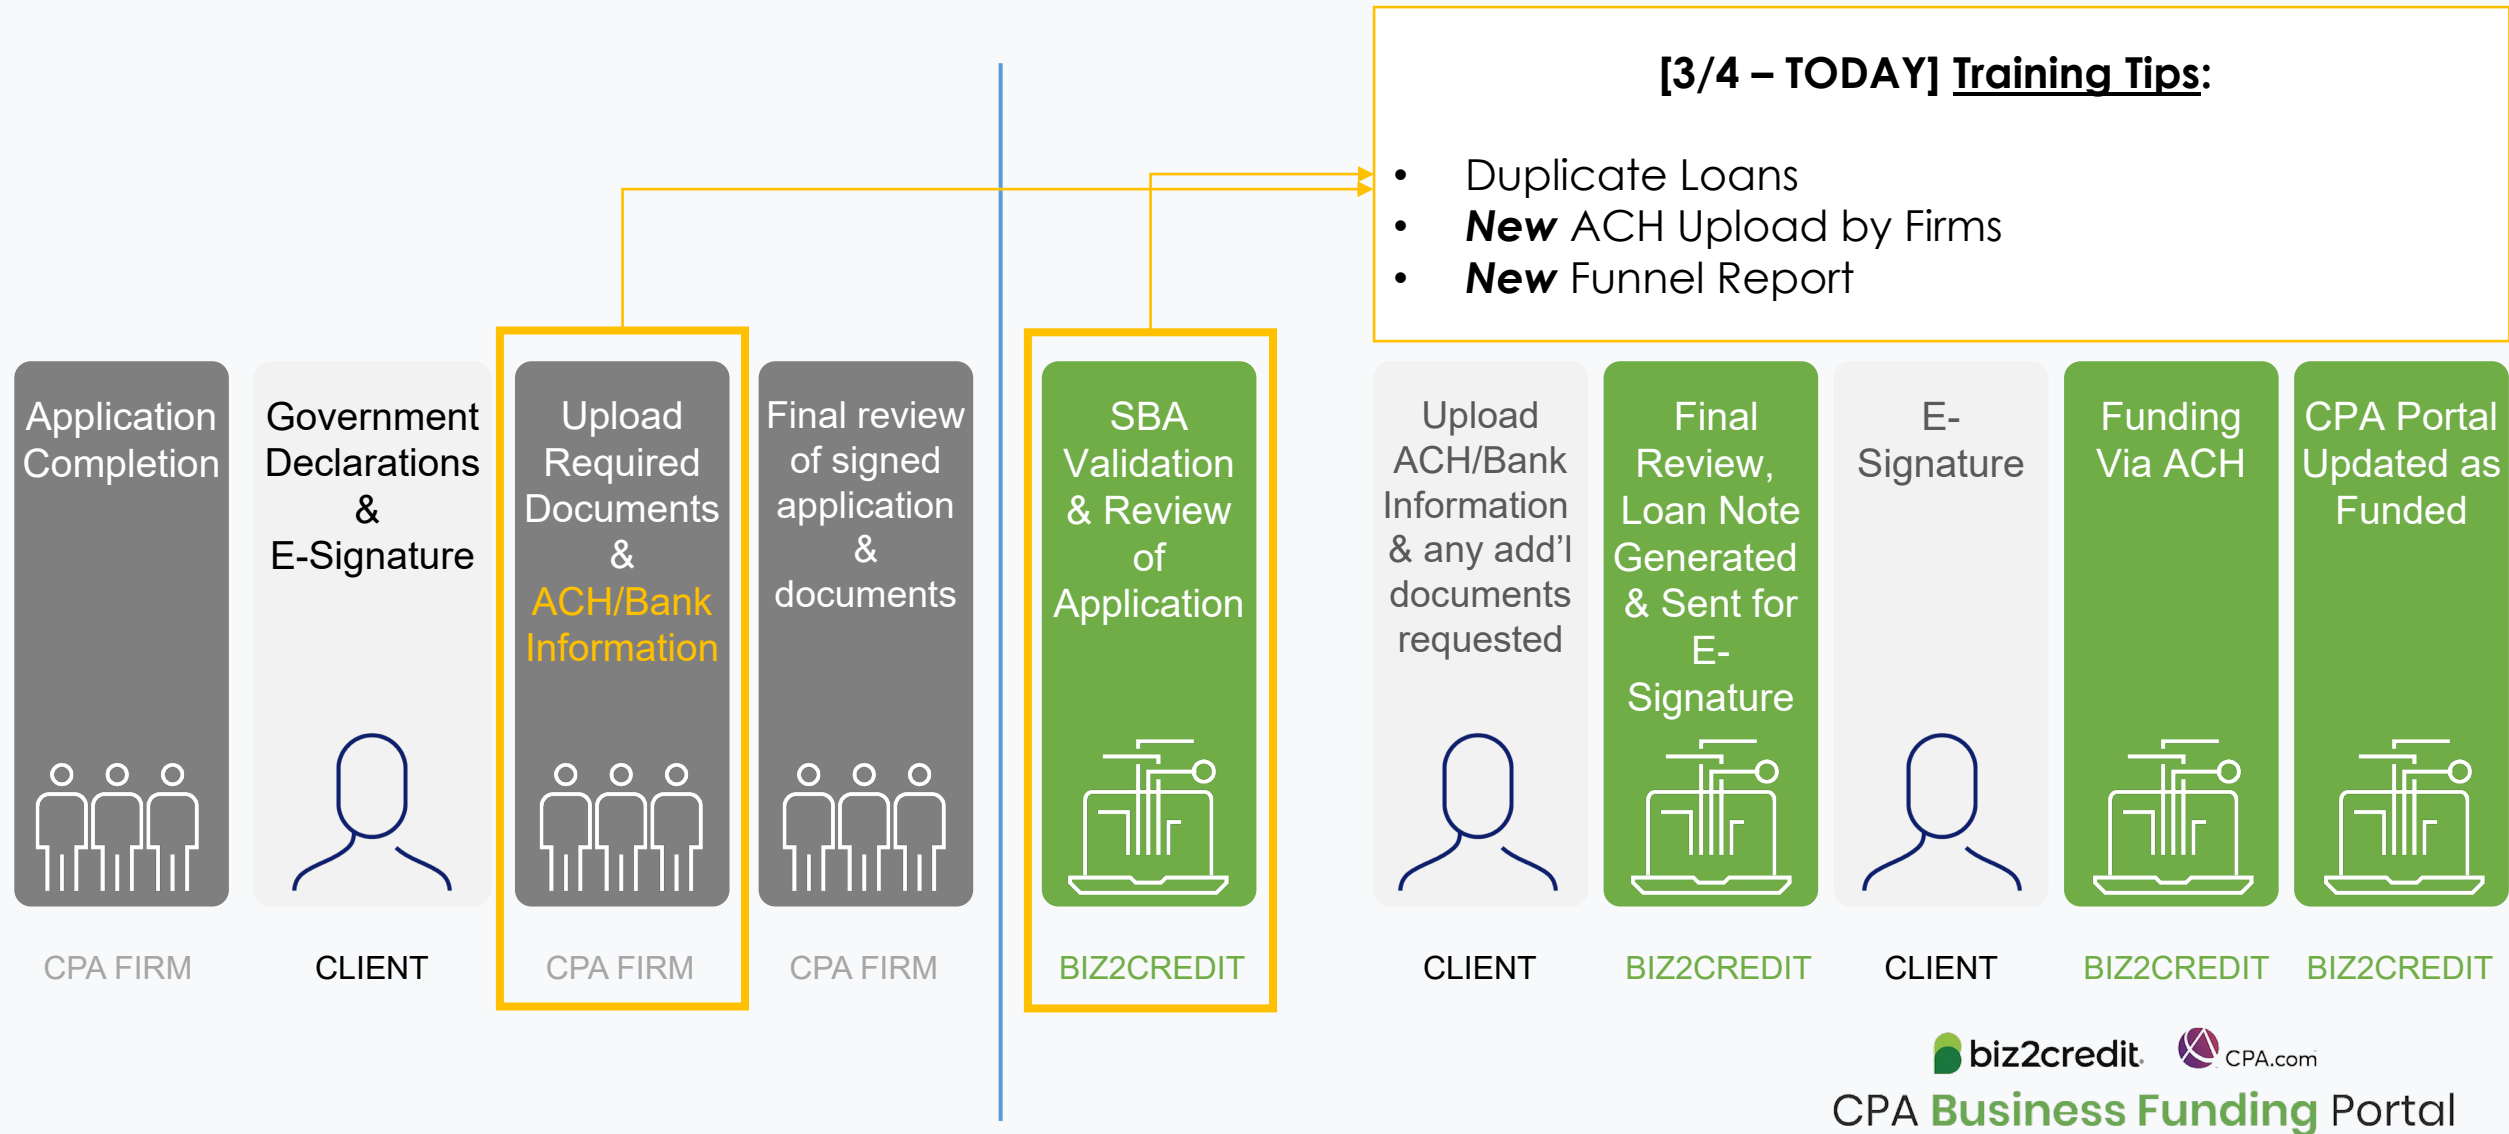 [3/4 – TODAY] Training Tips:
• Duplicate Loans
• New ACH Upload by Firms
• New Funnel Report
Application
Completion
Government
Declarations
&
E-Signature
Upload
Required
Documents
&
ACH/Bank
Information
Final review
of signed
application
&
documents
SBA
Validation
& Review
of
Application
Upload
ACH/Bank
Information
& any add'l
documents
requested
Final
Review,
Loan Note
Generated
& Sent for
E-
Signature
E-
Signature
Funding
Via ACH
CPA Portal
Updated as
Funded
CPA FIRM
CLIENT
CPA FIRM
CPA FIRM
BIZ2CREDIT
CLIENT
BIZ2CREDIT
CLIENT
BIZ2CREDIT
BIZ2CREDIT
biz2credit.
CPA.com
CPA Business Funding Portal